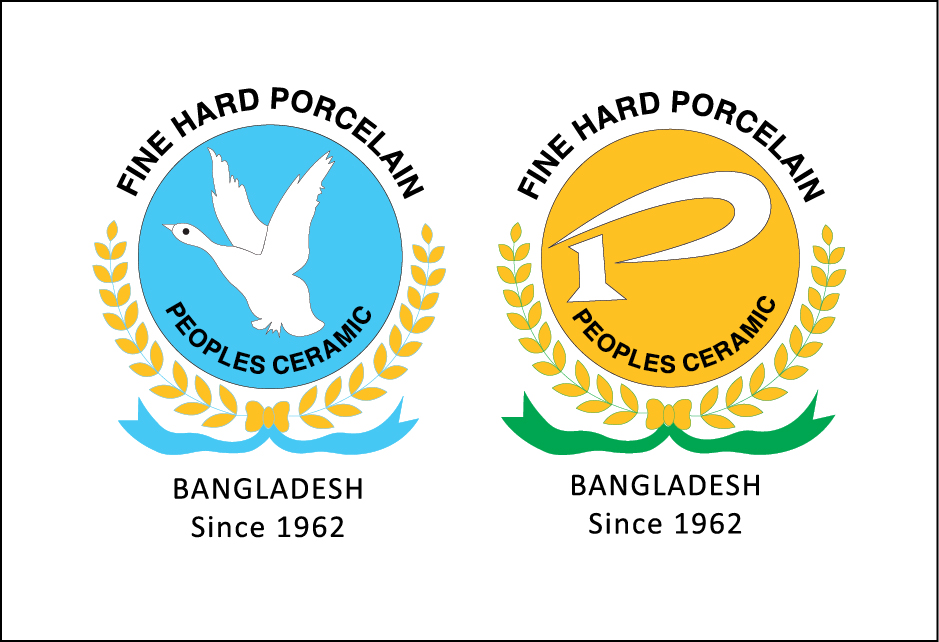 FINE HARD PORCELAIN
PEOPLES CERAMIC
BANGLADESH
Since 1962
FINE HARD PORCELAIN
P
PEOPLES CERAMIC
BANGLADESH
Since 1962